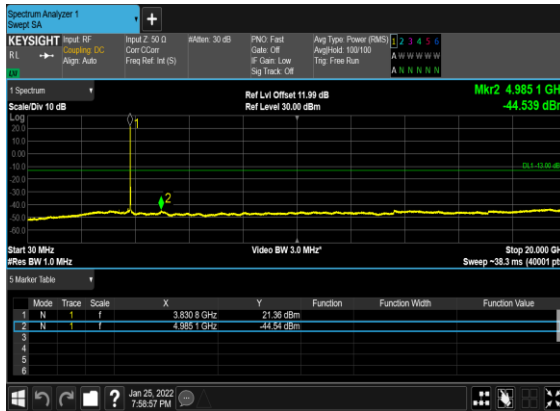 Spectrum Analyzer 1
Swept SA
+
KEYSIGHT Input: RF Input Z: 50 Ω #Atten: 30 dB PNO: Fast Avg Type: Power (RMS) 1 2 3 4 5 6
RL Coupling: DC Corr CCorr Gate: Off Avg|Hold: 100/100 A W W W W W
Align: Auto Freq Ref: Int (S) IF Gain: Low Trig: Free Run
Sig Track: Off A N N N N N
1 Spectrum Ref Lvl Offset 11.99 dB Mkr2 4.985 1 GH
Scale/Div 10 dB Ref Level 30.00 dBm -44.539 dB
Log
20.0
10.0
0.00
-10.0
-20.0
-30.0
-40.0
-50.0
-60.0
1
2
DL1 -13.00 dB
Start 30 MHz Video BW 3.0 MHz* Stop 20.000 GH
#Res BW 1.0 MHz Sweep ~38.3 ms (40001 pt
5 Marker Table
Mode Trace Scale X Y Function Function Width Function Value
1 N 1 f 3.830 8 GHz 21.36 dBm
2 N 1 f 4.985 1 GHz -44.54 dBm
3
4
5
6
? Jan 25, 2022
7:58:57 PM